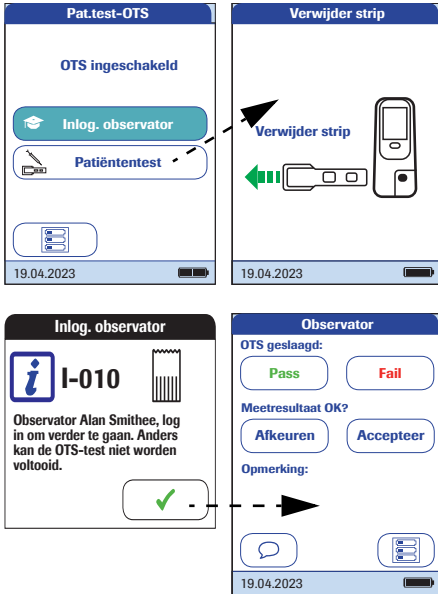 Pat.test-OTS
OTS ingeschakeld
Inlog. observator
Patiëntentest
19.04.2023
Verwijder strip
Verwijder strip
19.04.2023
Inlog. observator
I-010
Observator Alan Smithee, log
in om verder te gaan. Anders
kan de OTS-test niet worden
voltooid.
Observator
OTS geslaagd:
Pass Fail
Meetresultaat OK?
Afkeuren Accepteer
Opmerking:
19.04.2023